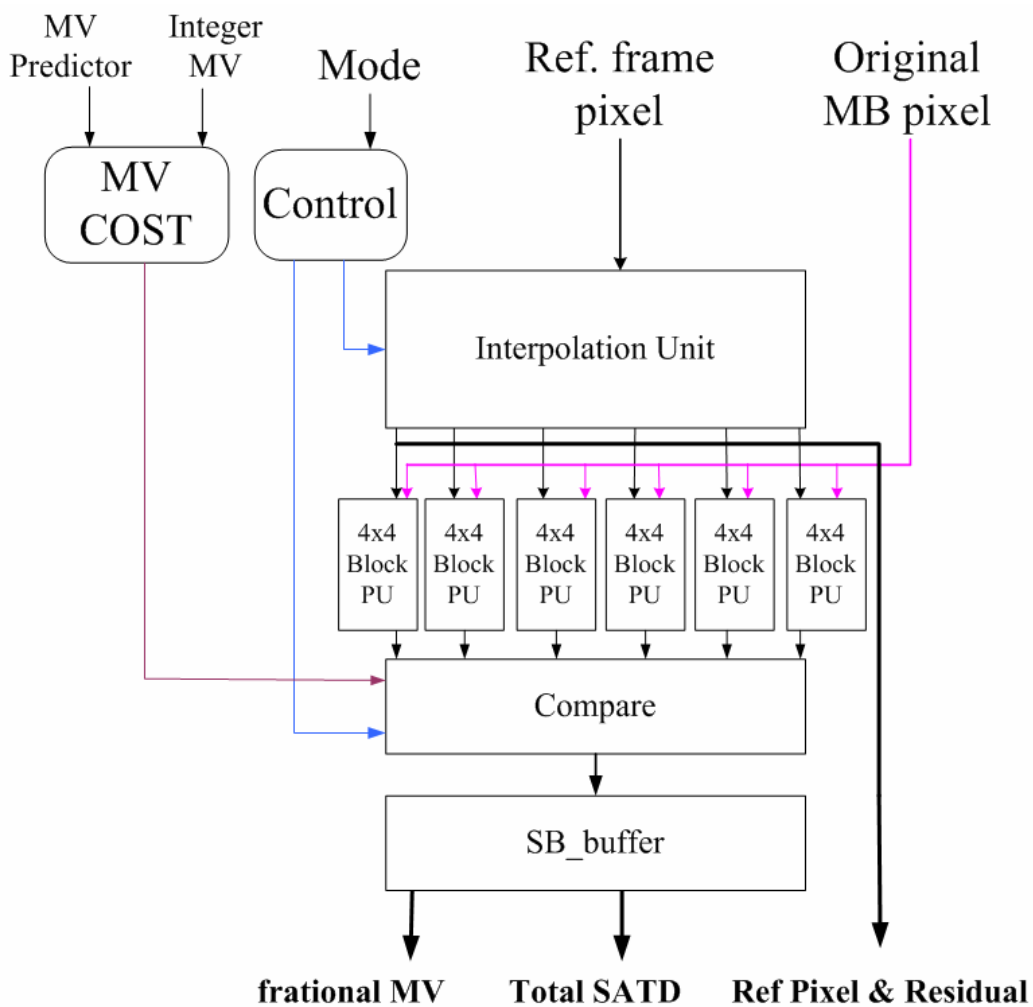 MV
Predictor
Integer
MV
Mode
Ref. frame
pixel
Original
MB pixel
MV
COST
Control
Interpolation Unit
4x4
Block
PU
4x4
Block
PU
4x4
Block
PU
4x4
Block
PU
4x4
Block
PU
4x4
Block
PU
Compare
SB_buffer
frational MV
Total SATD
Ref Pixel & Residual